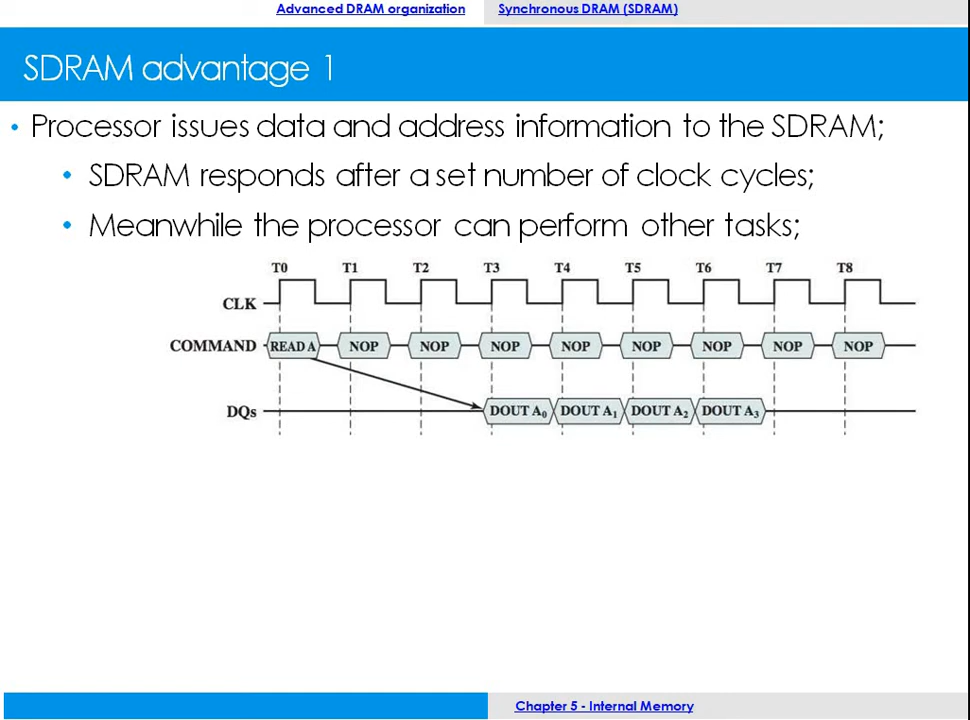 Advanced DRAM organization Synchronous DRAM (SDRAM)
SDRAM advantage 1
• Processor issues data and address information to the SDRAM;
• SDRAM responds after a set number of clock cycles;
• Meanwhile the processor can perform other tasks;
T0 T1 T2 T3 T4 T5 T6 T7 T8
CLK
COMMAND READ A NOP NOP NOP NOP NOP NOP NOP NOP
DQs DOUT A0 DOUT A1 DOUT A2 DOUT A3
Chapter 5 - Internal Memory